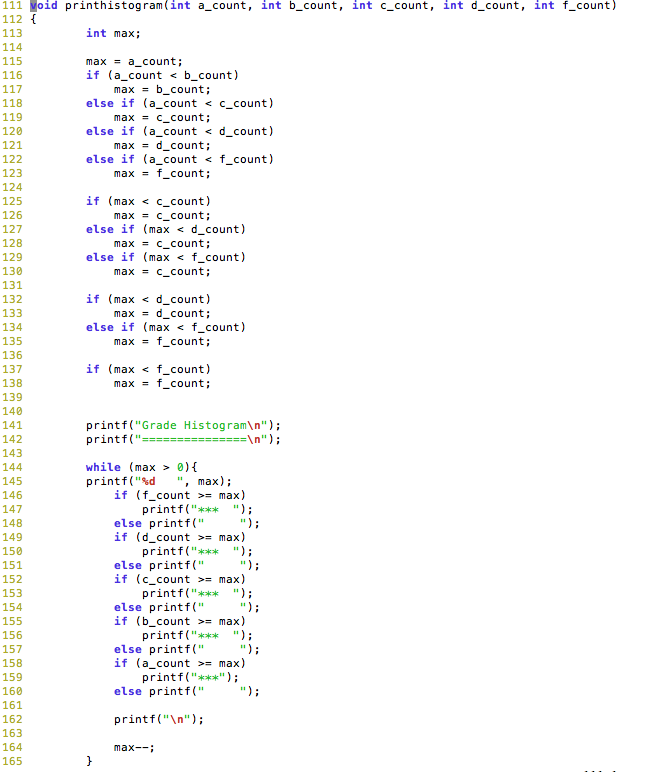 111 void printhistogram(int a_count, int b_count, int c_count, int d_count, int f_count)
112 {
113         int max;
114
115         max = a_count;
116         if (a_count < b_count)
117             max = b_count;
118         else if (a_count < c_count)
119             max = c_count;
120         else if (a_count < d_count)
121             max = d_count;
122         else if (a_count < f_count)
123             max = f_count;
124
125         if (max < c_count)
126             max = c_count;
127         else if (max < d_count)
128             max = c_count;
129         else if (max < f_count)
130             max = c_count;
131
132         if (max < d_count)
133             max = d_count;
134         else if (max < f_count)
135             max = f_count;
136
137         if (max < f_count)
138             max = f_count;
139
140
141         printf("Grade Histogram\n");
142         printf("===============\n");
143
144         while (max > 0){
145         printf("%d   ", max);
146             if (f_count >= max)
147                 printf("***  ");
148             else printf("     ");
149             if (d_count >= max)
150                 printf("***  ");
151             else printf("     ");
152             if (c_count >= max)
153                 printf("***  ");
154             else printf("     ");
155             if (b_count >= max)
156                 printf("***  ");
157             else printf("     ");
158             if (a_count >= max)
159                 printf("***");
160             else printf("     ");
161
162             printf("\n");
163
164             max--;
165         }